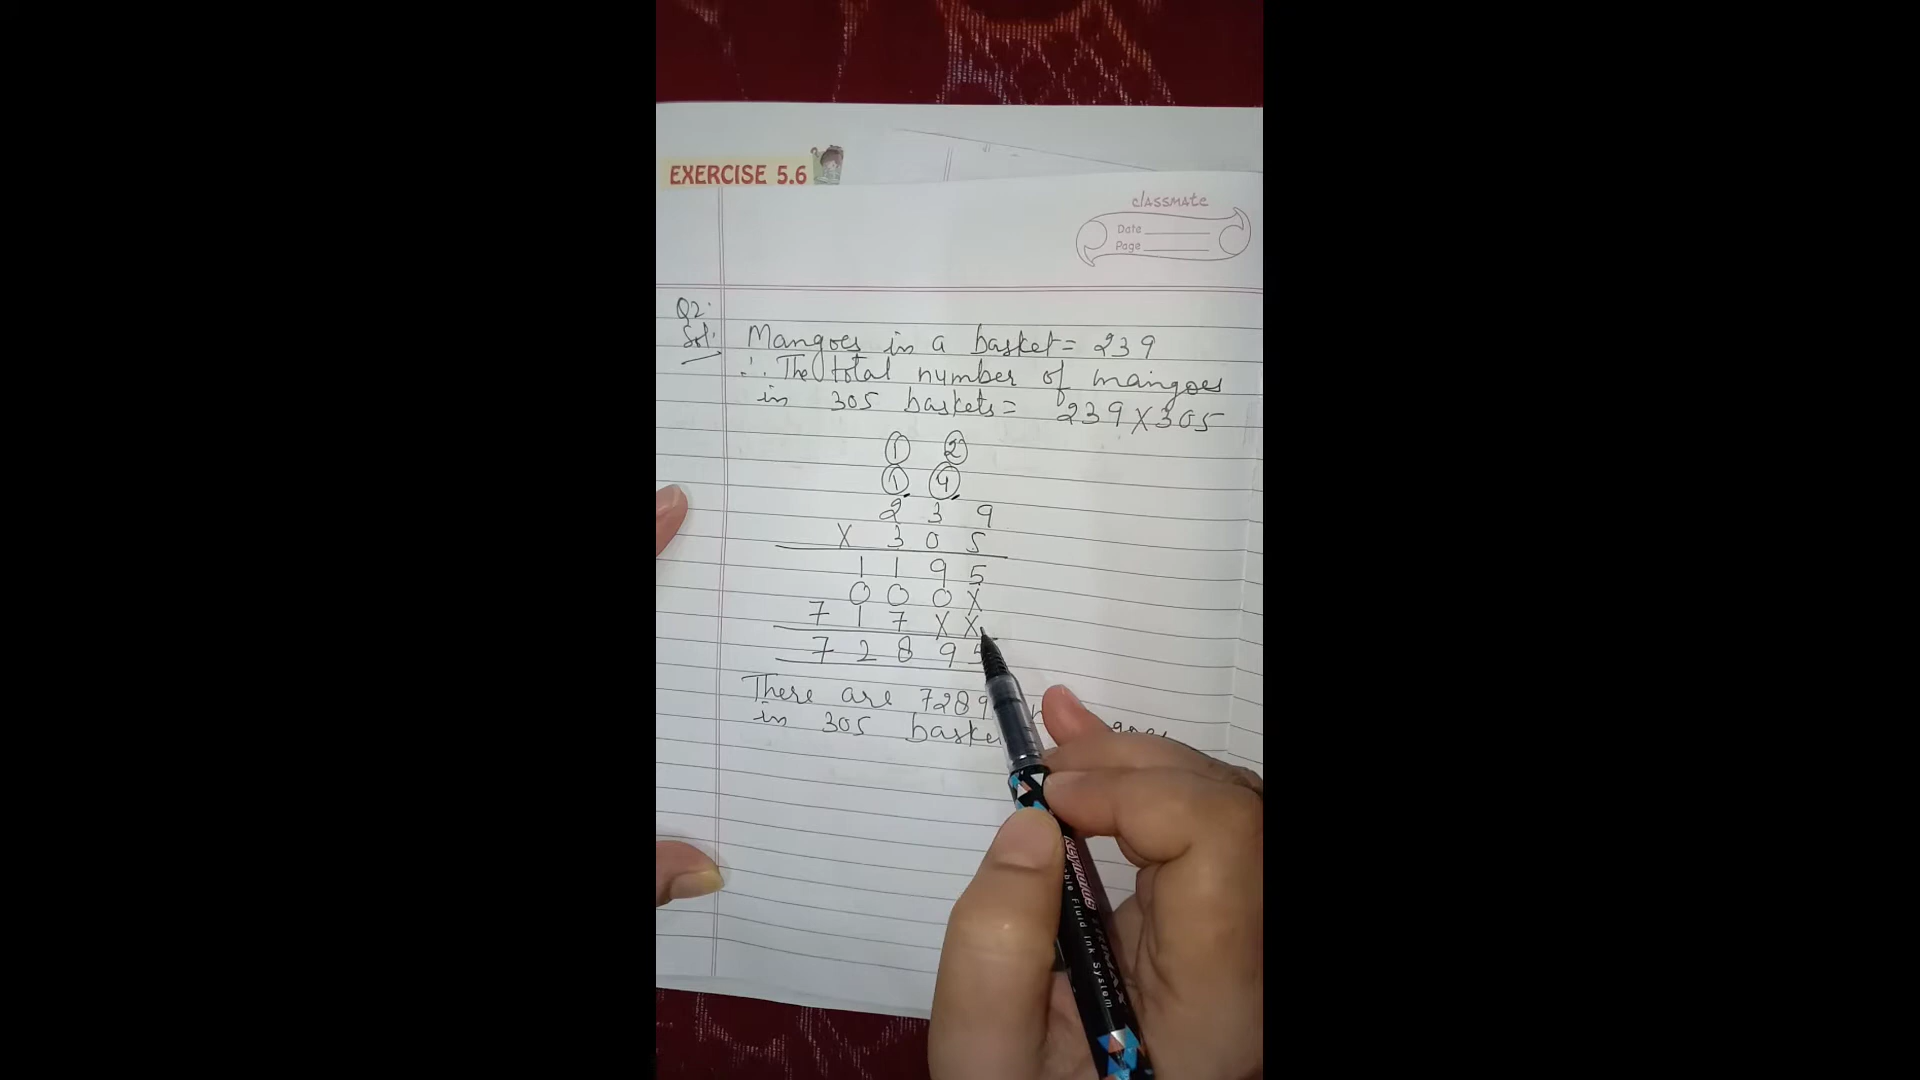 EXERCISE 5.6
classmate
Date
Page
Q2.
Sol. Mangoes in a basket = 239
∴ The total number of mangoes
in 305 baskets = 239 X 305
1 2
1 4
2 3 9
X 3 0 5
1 1 9 5
0 0 0 X
7 1 7 X X
7 2 8 9 5
There are 7289
in 305